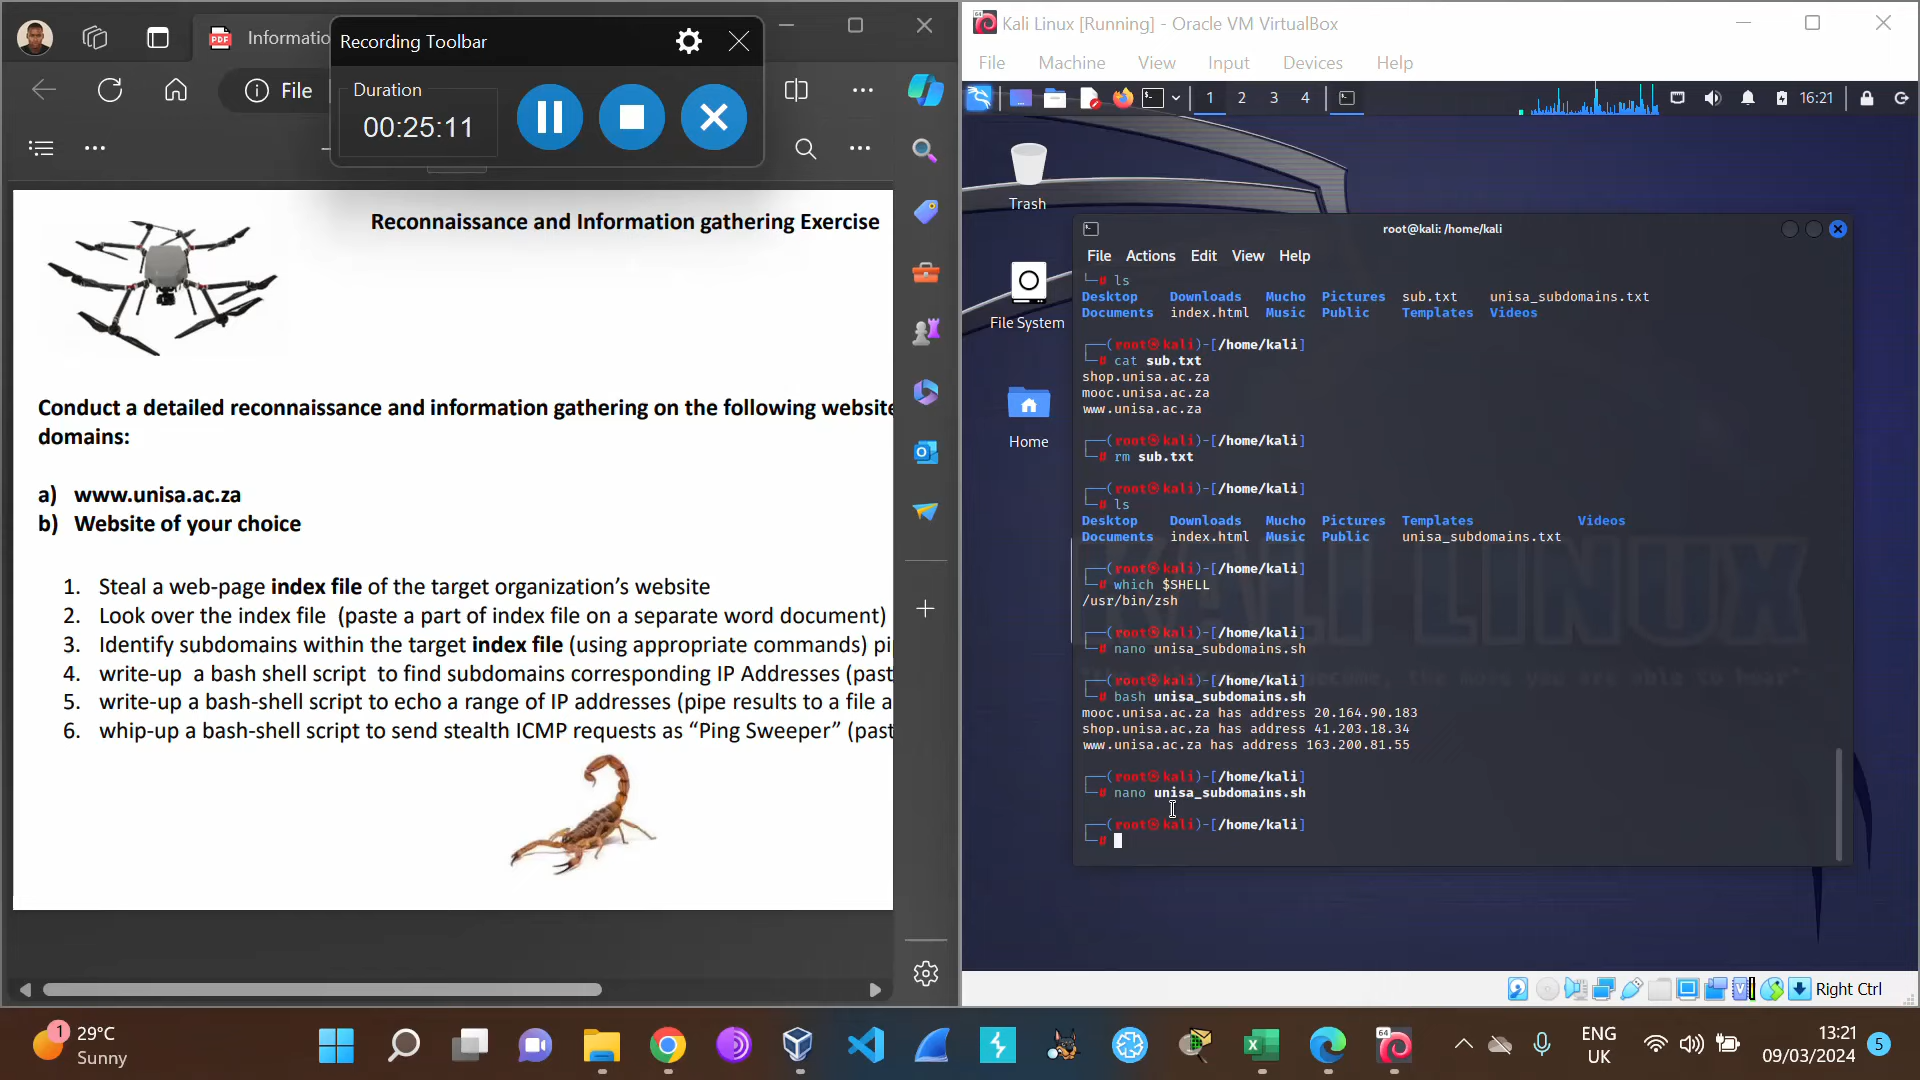 Informatio
File
Recording Toolbar
Duration
00:25:11
Reconnaissance and Information gathering Exercise
Conduct a detailed reconnaissance and information gathering on the following website
domains:
a) www.unisa.ac.za
b) Website of your choice
1. Steal a web-page index file of the target organization's website
2. Look over the index file (paste a part of index file on a separate word document)
3. Identify subdomains within the target index file (using appropriate commands) pi
4. write-up a bash shell script to find subdomains corresponding IP Addresses (past
5. write-up a bash-shell script to echo a range of IP addresses (pipe results to a file a
6. whip-up a bash-shell script to send stealth ICMP requests as “Ping Sweeper” (past
Kali Linux [Running] - Oracle VM VirtualBox
File Machine View Input Devices Help
1 2 3 4 16:21
Trash
File System
Home
root@kali: /home/kali
File Actions Edit View Help
└─# ls
Desktop Downloads Mucho Pictures sub.txt unisa_subdomains.txt
Documents index.html Music Public Templates Videos
┌──(root㉿kali)-[/home/kali]
└─# cat sub.txt
shop.unisa.ac.za
mooc.unisa.ac.za
www.unisa.ac.za
┌──(root㉿kali)-[/home/kali]
└─# rm sub.txt
┌──(root㉿kali)-[/home/kali]
└─# ls
Desktop Downloads Mucho Pictures Templates Videos
Documents index.html Music Public unisa_subdomains.txt
┌──(root㉿kali)-[/home/kali]
└─# which $SHELL
/usr/bin/zsh
┌──(root㉿kali)-[/home/kali]
└─# nano unisa_subdomains.sh
┌──(root㉿kali)-[/home/kali]
└─# bash unisa_subdomains.sh
mooc.unisa.ac.za has address 20.164.90.183
shop.unisa.ac.za has address 41.203.18.34
www.unisa.ac.za has address 163.200.81.55
┌──(root㉿kali)-[/home/kali]
└─# nano unisa_subdomains.sh
┌──(root㉿kali)-[/home/kali]
└─#
KALI LINUX
Right Ctrl
1
29°C
Sunny
64
ENG
UK
13:21
09/03/2024
5